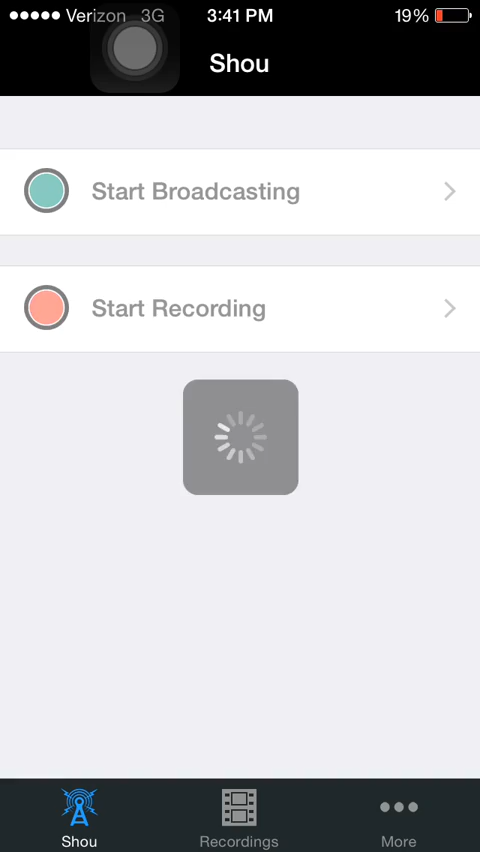 Verizon 3G 3:41 PM 19%
Shou
Start Broadcasting
Start Recording
Shou Recordings More